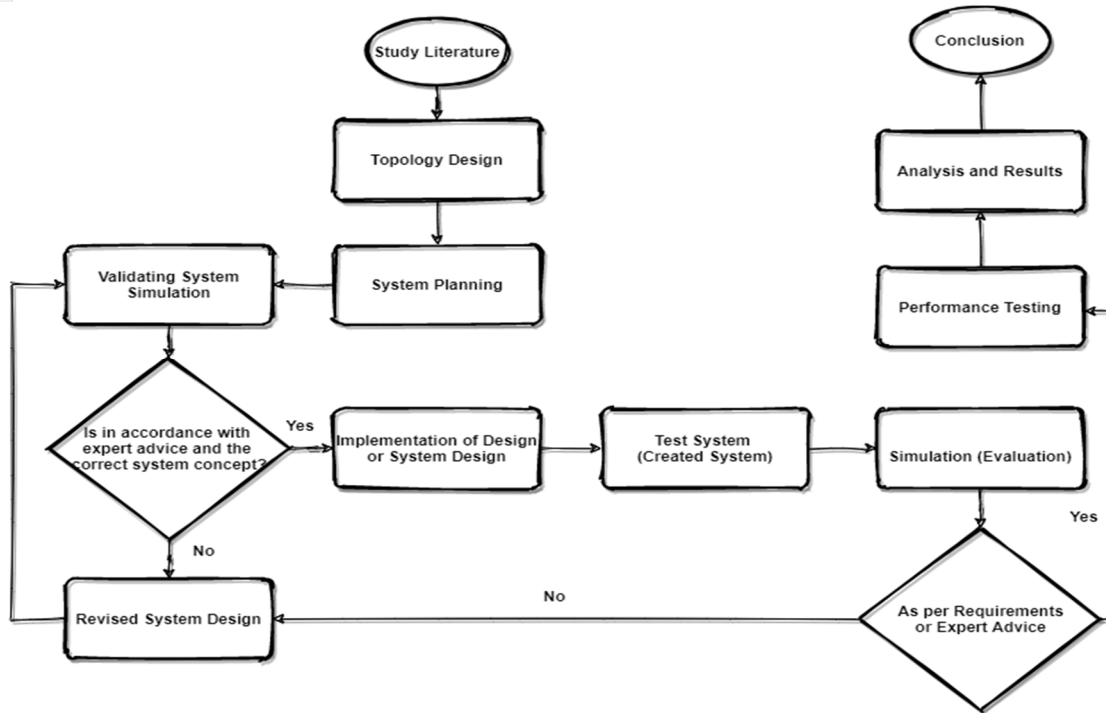 Study Literature
Conclusion
Topology Design
Analysis and Results
Validating System
Simulation
System Planning
Performance Testing
Is in accordance with
expert advice and the
correct system concept?
Yes
Implementation of Design
or System Design
Test System
(Created System)
Simulation (Evaluation)
Yes
No
Revised System Design
No
As per Requirements
or Expert Advice